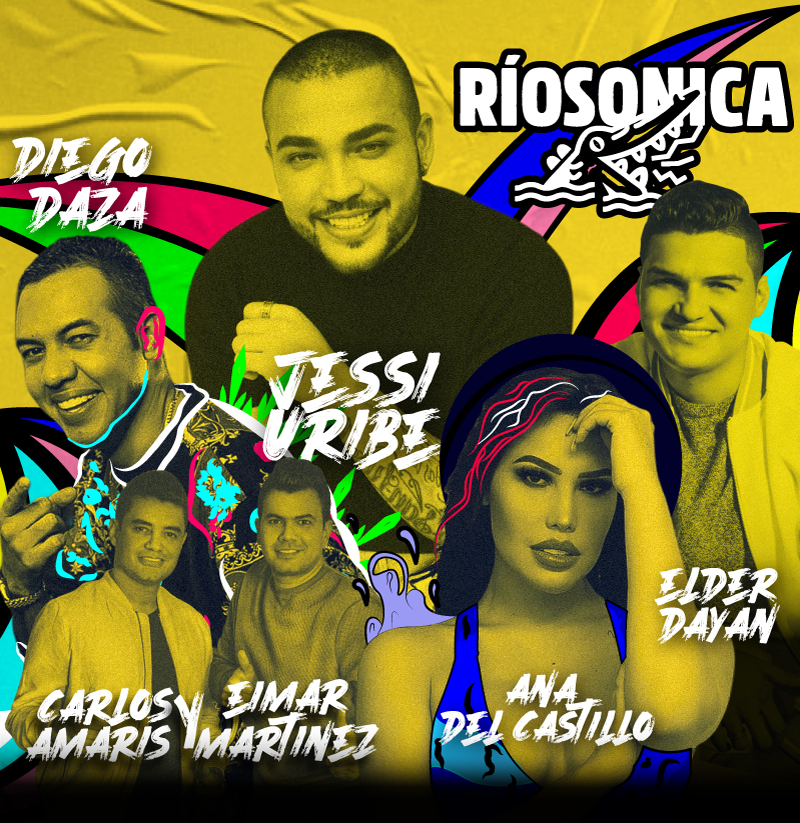 RÍOSONICA
DIEGO
DAZA
JESSI
URIBE
ELDER
DAYAN
CARLOS
AMARIS
Y
EIMAR
MARTINEZ
ANA
DEL CASTILLO